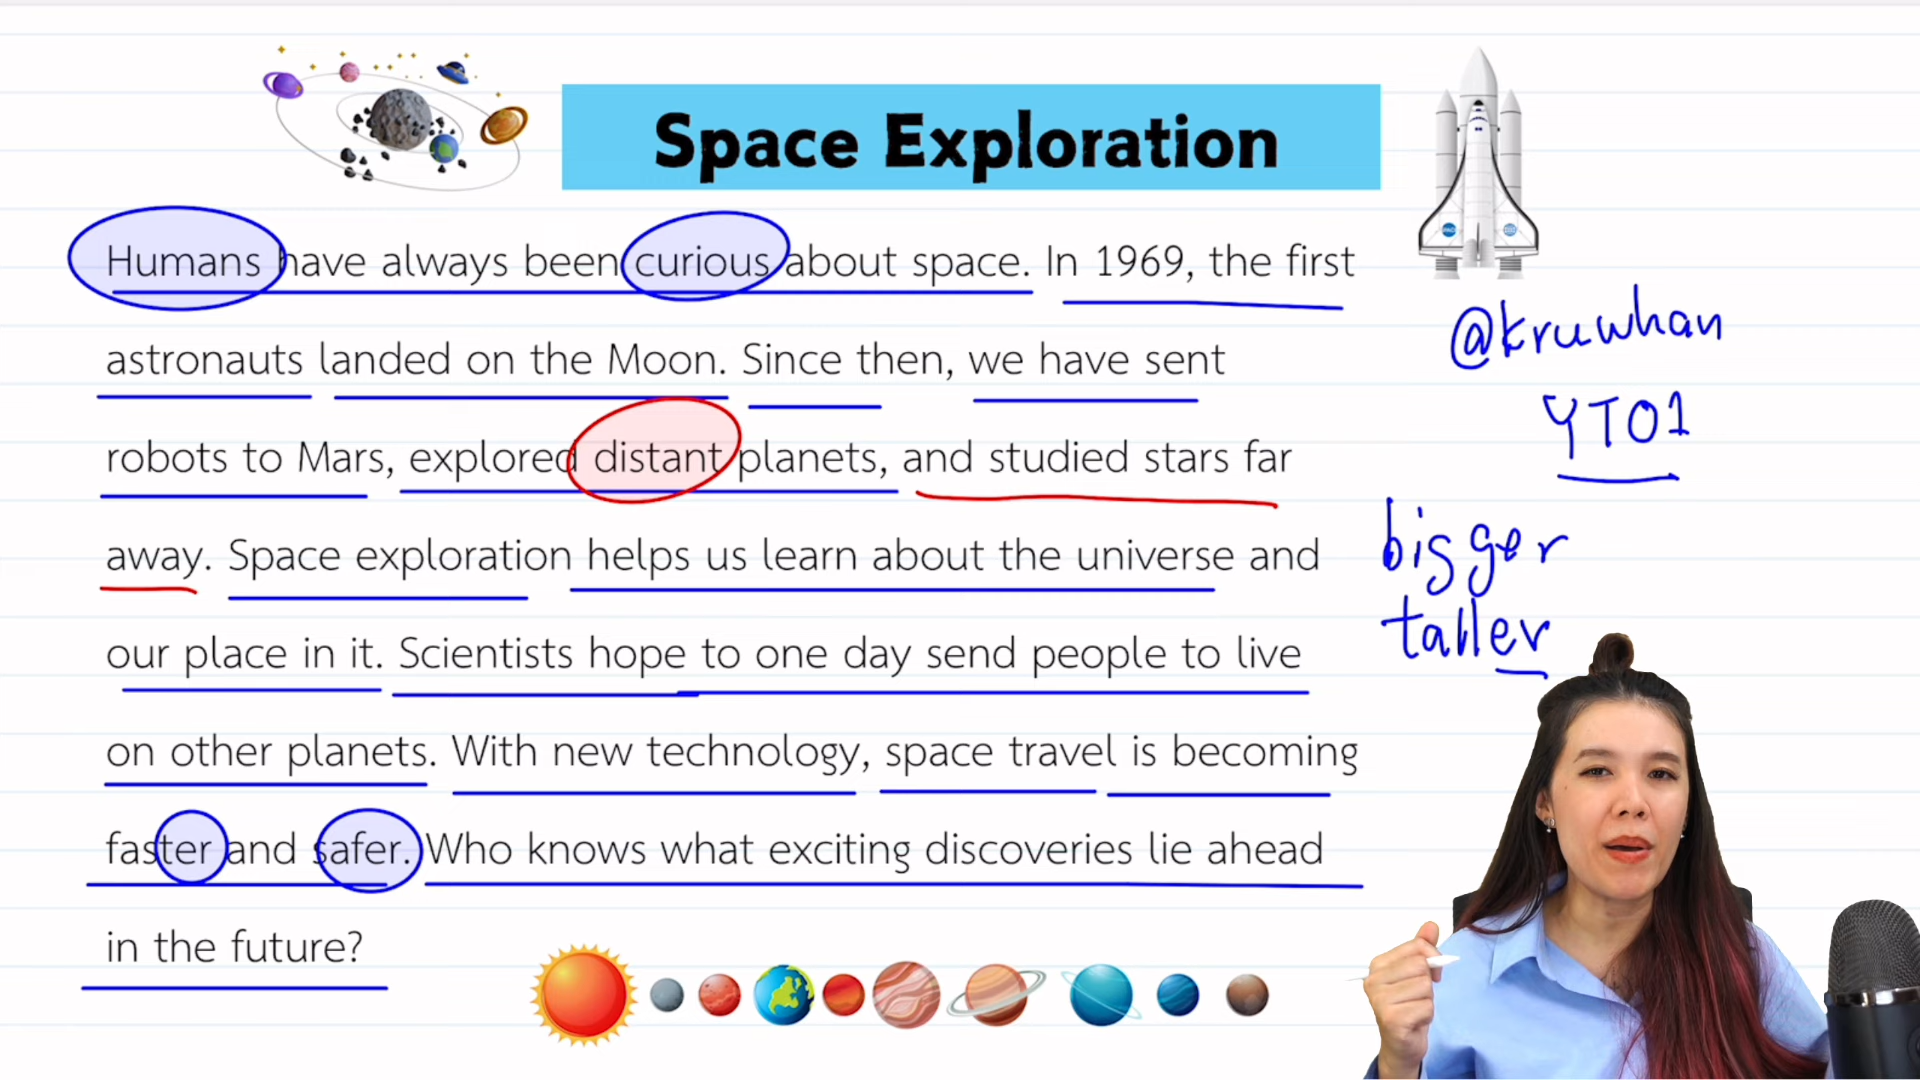 Space Exploration
Humans have always been curious about space. In 1969, the first
astronauts landed on the Moon. Since then, we have sent
robots to Mars, explored distant planets, and studied stars far
away. Space exploration helps us learn about the universe and
our place in it. Scientists hope to one day send people to live
on other planets. With new technology, space travel is becoming
faster and safer. Who knows what exciting discoveries lie ahead
in the future?
@kruwhan
YT01
bigger
taller